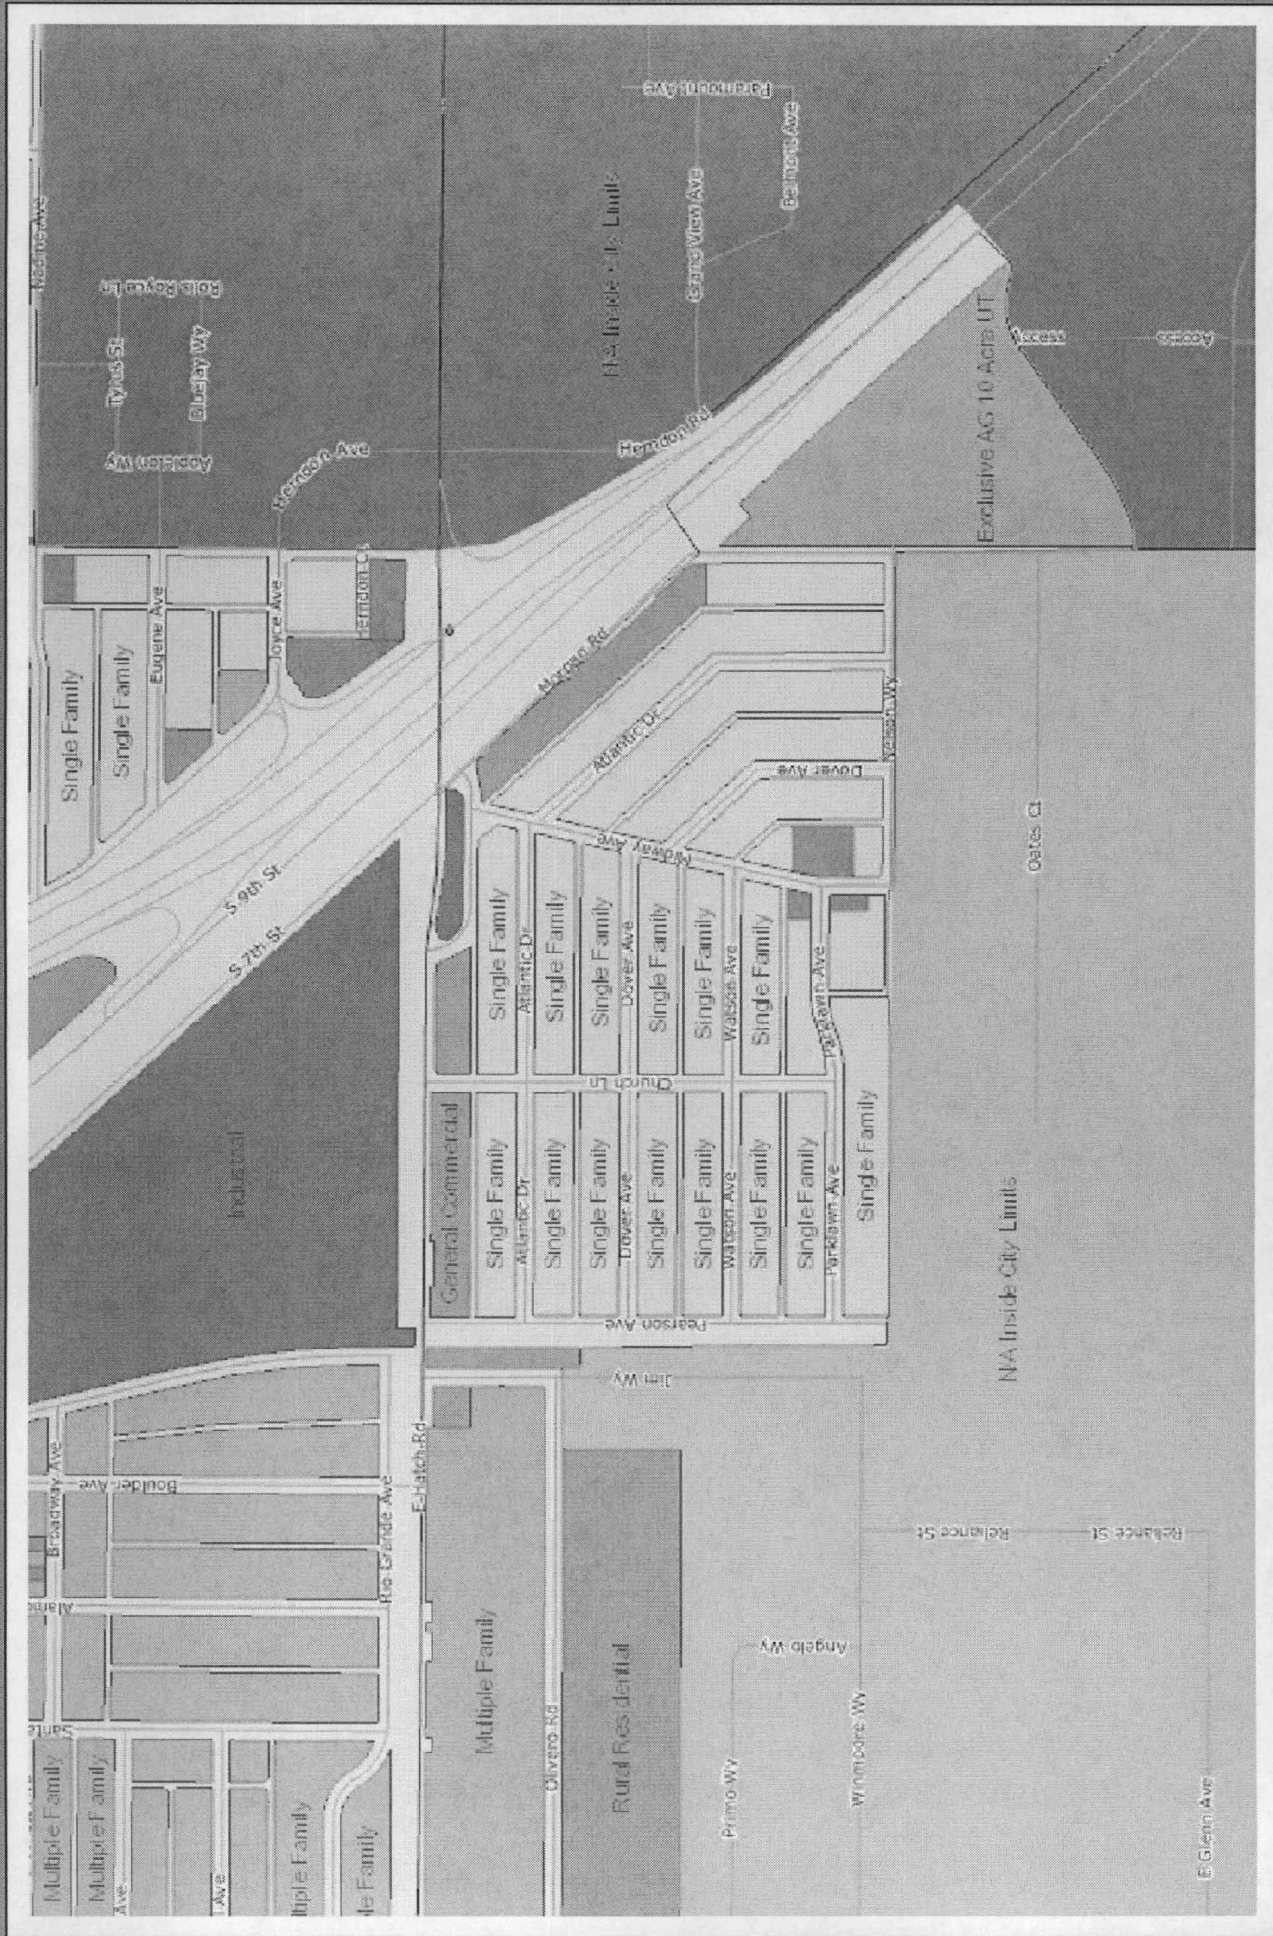 Multiple Family
Multiple Family
Ave
Ave
Santa
Alamo
Broadway Ave
Boulder Ave
Rio Grande Ave
E Hatch Rd
Multiple Family
Olivero Rd
Rural Residential
Primo Wy
Angelo Wy
Winmoore Wy
Reliance St
Reliance St
E Glenn Ave
Jim Wy
N/A Inside City Limits
Industrial
General Commercial
Pearson Ave
Single Family
Atlantic Dr
Single Family
Single Family
Dover Ave
Single Family
Single Family
Watson Ave
Single Family
Single Family
Parklawn Ave
Single Family
Church Ln
Single Family
Atlantic Dr
Single Family
Single Family
Dover Ave
Single Family
Single Family
Watson Ave
Single Family
Parklawn Ave
Oates Ct
S 7th St
S 9th St
Midway Ave
Dover Ave
Nelson Wy
Atlantic Dr
Morgan Rd
Single Family
Single Family
Eugene Ave
Joyce Ave
Herndon Ct
Herndon Ave
Herndon Rd
Appleton Wy
Tyrus St
Bluejay Wy
Rolls Royce Ln
Nadine Ave
N/A Inside City Limits
Grand View Ave
Belmont Ave
Paramount Ave
Exclusive AG 10 Acre UT
Access
Access